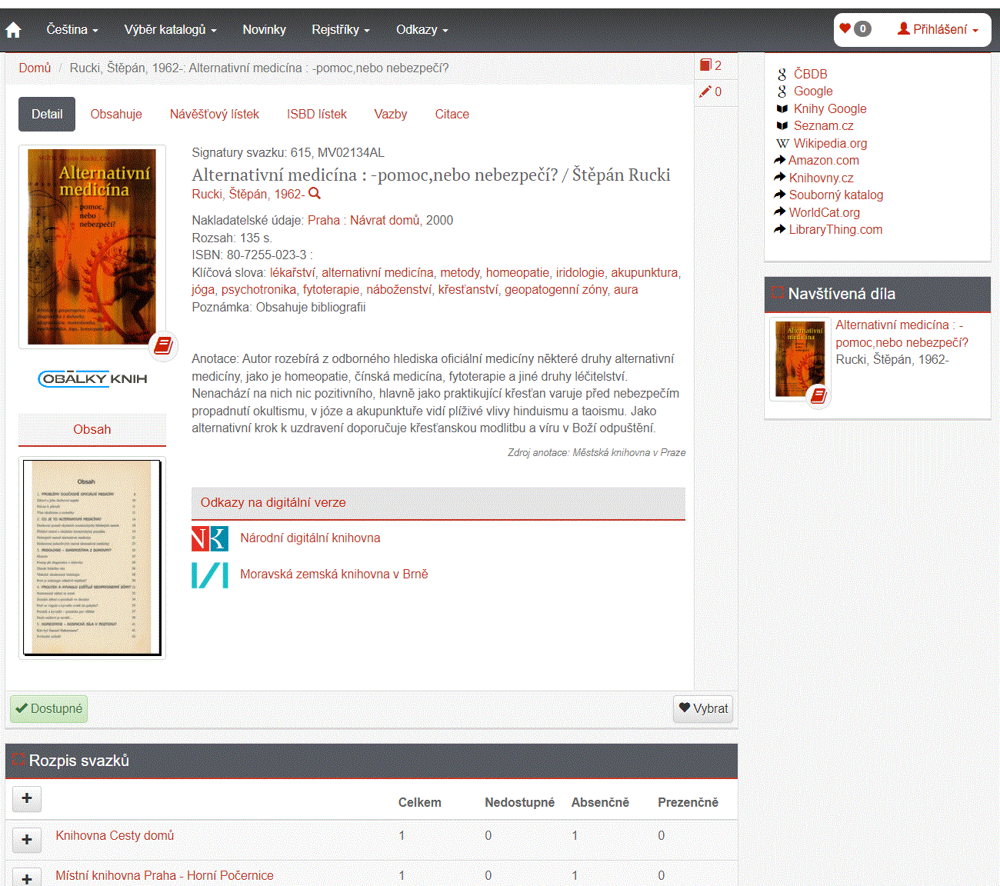 Čeština
Výběr katalogů
Novinky
Rejstříky
Odkazy
0
Přihlášení
Domů / Rucki, Štěpán, 1962-: Alternativní medicína : -pomoc,nebo nebezpečí?
2
0
Detail
Obsahuje
Návěšťový lístek
ISBD lístek
Vazby
Citace
Alternativní
medicína
- pomoc,
nebo
nebezpečí?
OBÁLKY KNIH
Obsah
Obsah
Signatury svazku: 615, MV02134AL
Alternativní medicína : -pomoc,nebo nebezpečí? / Štěpán Rucki
Rucki, Štěpán, 1962-
Nakladatelské údaje: Praha : Návrat domů, 2000
Rozsah: 135 s.
ISBN: 80-7255-023-3 :
Klíčová slova: lékařství, alternativní medicína, metody, homeopatie, iridologie, akupunktura,
jóga, psychotronika, fytoterapie, náboženství, křesťanství, geopatogenní zóny, aura
Poznámka: Obsahuje bibliografii
Anotace: Autor rozebírá z odborného hlediska oficiální medicíny některé druhy alternativní
medicíny, jako je homeopatie, čínská medicína, fytoterapie a jiné druhy léčitelství.
Nenachází na nich nic pozitivního, hlavně jako praktikující křesťan varuje před nebezpečím
propadnutí okultismu, v józe a akupunktuře vidí plíživé vlivy hinduismu a taoismu. Jako
alternativní krok k uzdravení doporučuje křesťanskou modlitbu a víru v Boží odpuštění.
Zdroj anotace: Městská knihovna v Praze
Odkazy na digitální verze
NK Národní digitální knihovna
Moravská zemská knihovna v Brně
Dostupné
Vybrat
Rozpis svazků
Celkem Nedostupné Absenčně Prezenčně
Knihovna Cesty domů 1 0 1 0
Místní knihovna Praha - Horní Počernice 1 0 1 0
ČBDB
Google
Knihy Google
Seznam.cz
Wikipedia.org
Amazon.com
Knihovny.cz
Souborný katalog
WorldCat.org
LibraryThing.com
Navštívená díla
Alternativní
medicína
Alternativní medicína : -
pomoc,nebo nebezpečí?
Rucki, Štěpán, 1962-